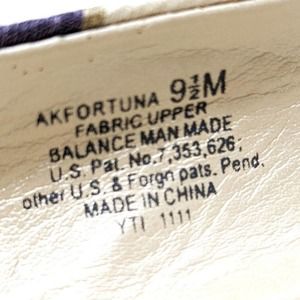 AKFORTUNA 9½M
FABRIC UPPER
BALANCE MAN MADE
U.S. Pat. No. 7,353,626;
other U.S. & Forgn pats. Pend.
MADE IN CHINA
YTI 1111